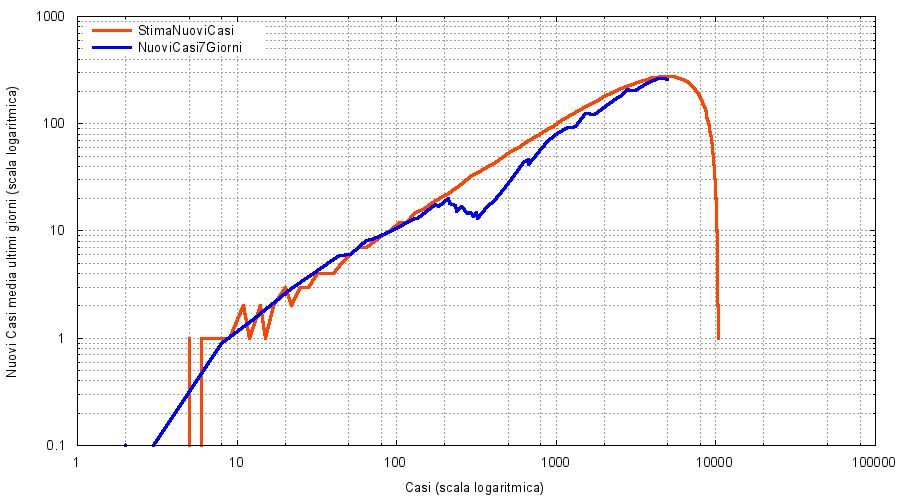 1000
100
10
1
0.1
StimaNuoviCasi
NuoviCasi7Giorni
Nuovi Casi media ultimi giorni (scala logaritmica)
1 10 100 1000 10000 100000
Casi (scala logaritmica)